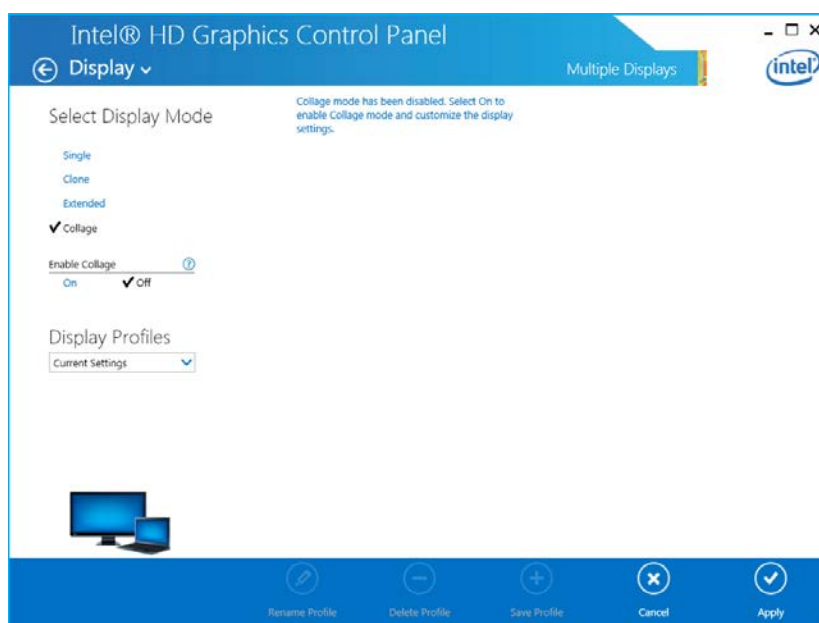 Intel® HD Graphics Control Panel
Display
Multiple Displays
intel
Select Display Mode
Collage mode has been disabled. Select On to
enable Collage mode and customize the display
settings.
Single
Clone
Extended
Collage
Enable Collage ?
On Off
Display Profiles
Current Settings
Rename Profile Delete Profile Save Profile Cancel Apply